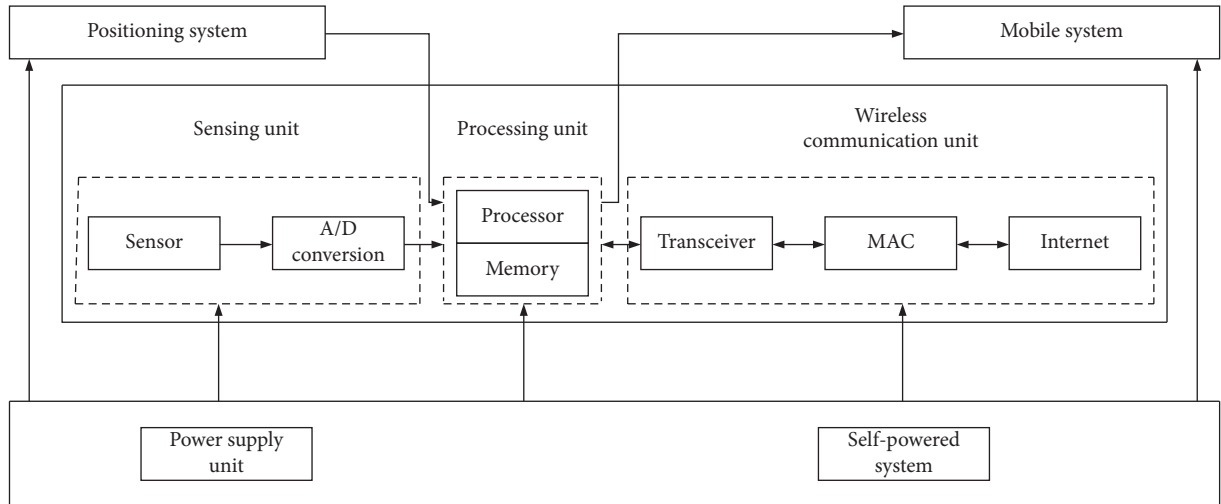 Positioning system
Mobile system
Sensing unit
Processing unit
Wireless
communication unit
Sensor
A/D
conversion
Processor
Memory
Transceiver
MAC
Internet
Power supply
unit
Self-powered
system